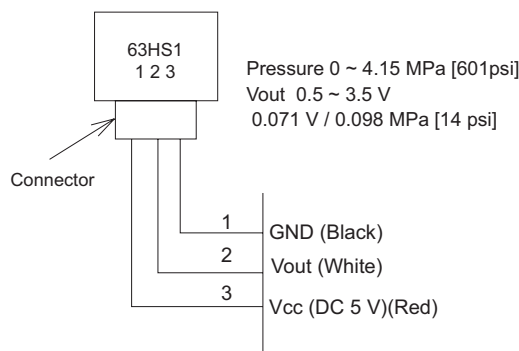 63HS1
1 2 3
Pressure 0 ~ 4.15 MPa [601psi]
Vout 0.5 ~ 3.5 V
0.071 V / 0.098 MPa [14 psi]
Connector
1
GND (Black)
2
Vout (White)
3
Vcc (DC 5 V)(Red)